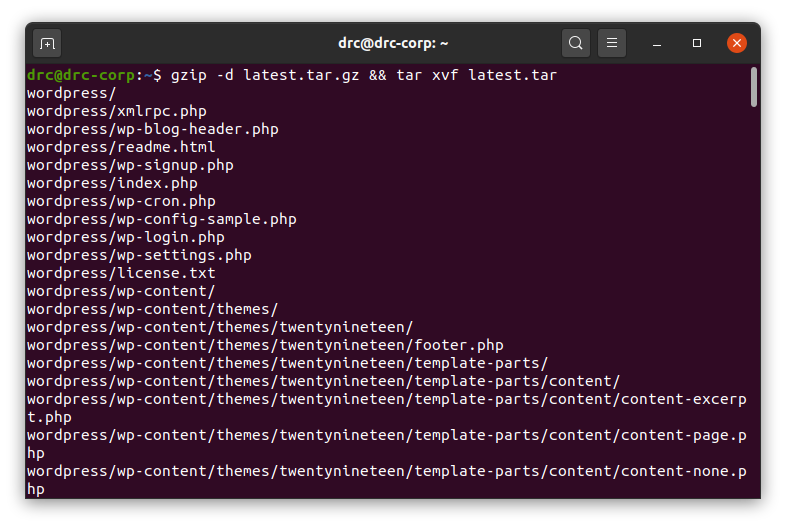 drc@drc-corp: ~
drc@drc-corp:~$ gzip -d latest.tar.gz && tar xvf latest.tar
wordpress/
wordpress/xmlrpc.php
wordpress/wp-blog-header.php
wordpress/readme.html
wordpress/wp-signup.php
wordpress/index.php
wordpress/wp-cron.php
wordpress/wp-config-sample.php
wordpress/wp-login.php
wordpress/wp-settings.php
wordpress/license.txt
wordpress/wp-content/
wordpress/wp-content/themes/
wordpress/wp-content/themes/twentynineteen/
wordpress/wp-content/themes/twentynineteen/footer.php
wordpress/wp-content/themes/twentynineteen/template-parts/
wordpress/wp-content/themes/twentynineteen/template-parts/content/
wordpress/wp-content/themes/twentynineteen/template-parts/content/content-excerp
t.php
wordpress/wp-content/themes/twentynineteen/template-parts/content/content-page.p
hp
wordpress/wp-content/themes/twentynineteen/template-parts/content/content-none.p
hp